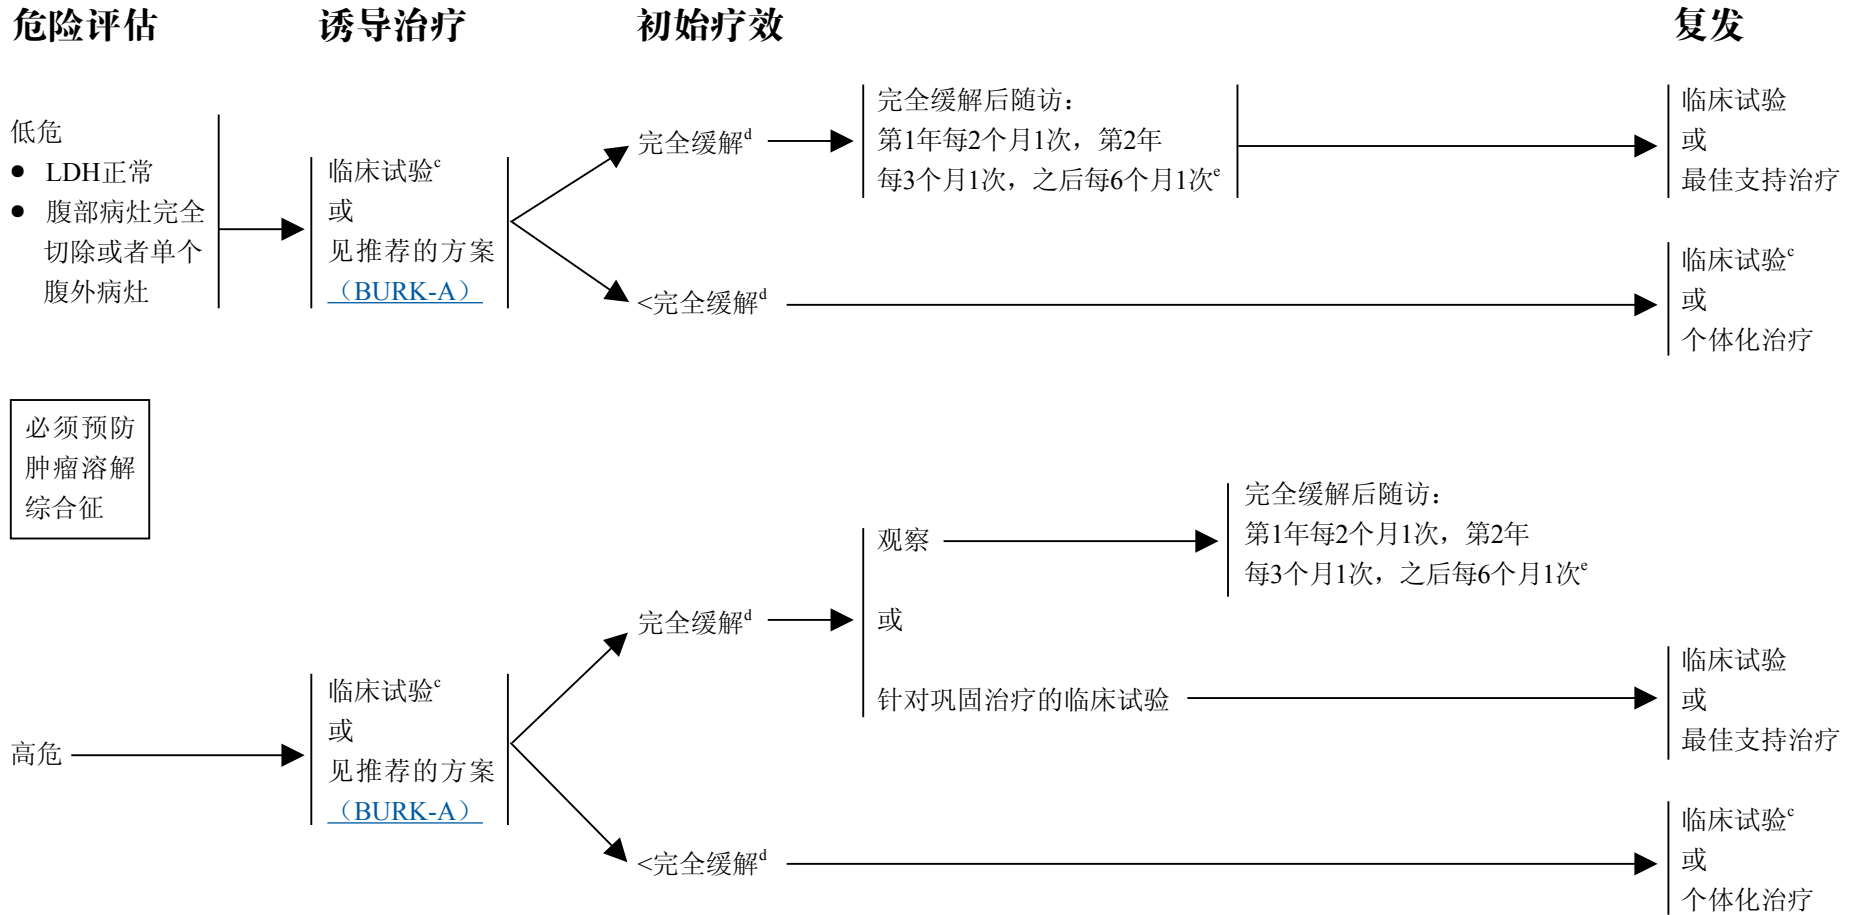 危险评估
诱导治疗
初始疗效
复发
低危
● LDH正常
● 腹部病灶完全
切除或者单个
腹外病灶
临床试验c
或
见推荐的方案
（BURK-A）
完全缓解d
完全缓解后随访：
第1年每2个月1次，第2年
每3个月1次，之后每6个月1次e
临床试验
或
最佳支持治疗
<完全缓解d
临床试验c
或
个体化治疗
必须预防
肿瘤溶解
综合征
高危
临床试验c
或
见推荐的方案
（BURK-A）
完全缓解d
观察
或
针对巩固治疗的临床试验
完全缓解后随访：
第1年每2个月1次，第2年
每3个月1次，之后每6个月1次e
临床试验
或
最佳支持治疗
<完全缓解d
临床试验c
或
个体化治疗